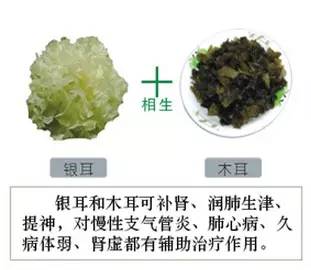 相生
银耳
木耳
银耳和木耳可补肾、润肺生津、
提神，对慢性支气管炎、肺心病、久
病体弱、肾虚都有辅助治疗作用。